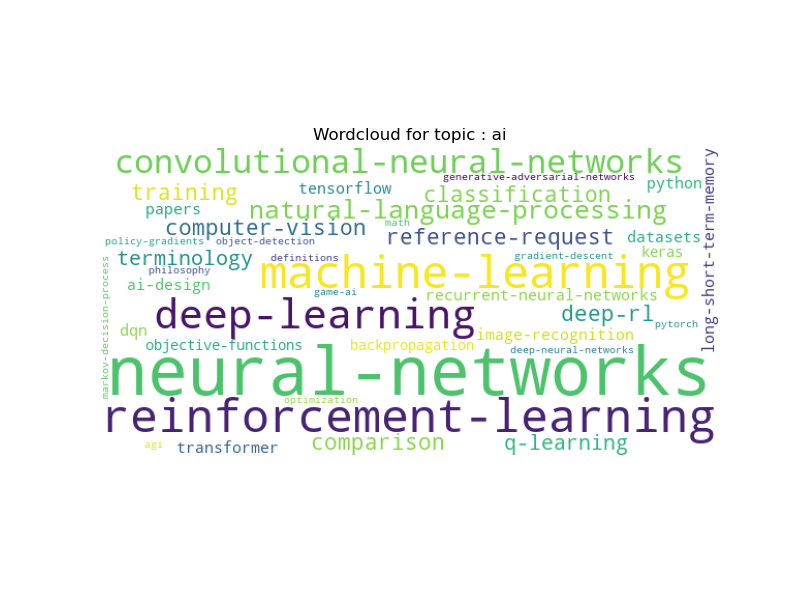 Wordcloud for topic : ai
convolutional-neural-networks
generative-adversarial-networks
training
tensorflow
classification
python
papers
natural-language-processing
math
computer-vision
reference-request
datasets
policy-gradients
object-detection
terminology
definitions
gradient-descent
keras
philosophy
machine-learning
ai-design
game-ai
recurrent-neural-networks
deep-learning
deep-rl
pytorch
dqn
image-recognition
objective-functions
backpropagation
deep-neural-networks
neural-networks
optimization
reinforcement-learning
agi
transformer
comparison
q-learning
markov-decision-process
long-short-term-memory